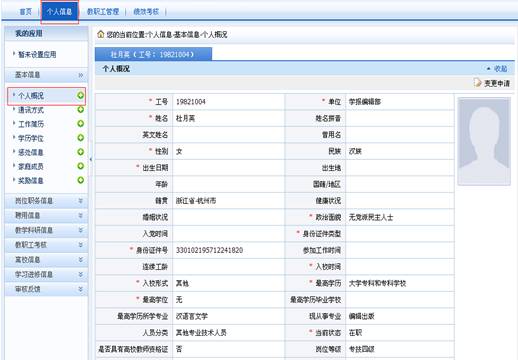 首页 个人信息 教职工管理 绩效考核
我的应用
暂未设置应用
基本信息
个人概况
通讯方式
工作简历
学历学位
惩处信息
家庭成员
奖励信息
岗位职务信息
聘用信息
教学科研信息
教职工考核
离校信息
学习进修信息
审核反馈
您的当前位置:个人信息-基本信息-个人概况
杜月英 ( 工号: 19821004)
个人概况 收起
变更申请
* 工号 19821004 * 单位 学报编辑部
* 姓名 杜月英 姓名拼音
英文姓名 曾用名
* 性别 女 民族 汉族
* 出生日期 出生地
年龄 国籍/地区
籍贯 浙江省-杭州市 健康状况
婚姻状况 * 政治面貌 无党派民主人士
入党时间 * 身份证件类型
* 身份证件号 330102195712241820 参加工作时间
连续工龄 * 入校时间
* 入校形式 其他 * 最高学历 大学专科和专科学校
* 最高学位 无 最高学历毕业学校
最高学历所学专业 汉语言文学 现从事专业 编辑出版
人员分类 其他专业技术人员 * 当前状态 在职
是否具有高校教师资格证 否 岗位等级 专技四级